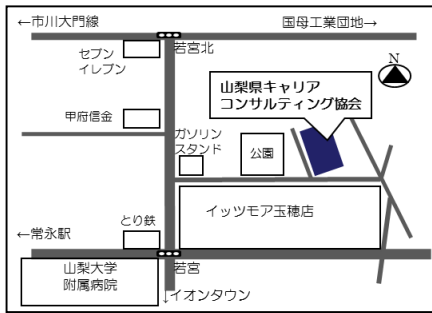 ←市川大門線
国母工業団地→
若宮北
セブン
イレブン
N
山梨県キャリア
コンサルティング協会
甲府信金
ガソリン
スタンド
公園
イッツモア玉穂店
とり鉄
←常永駅
山梨大学
附属病院
若宮
↓イオンタウン